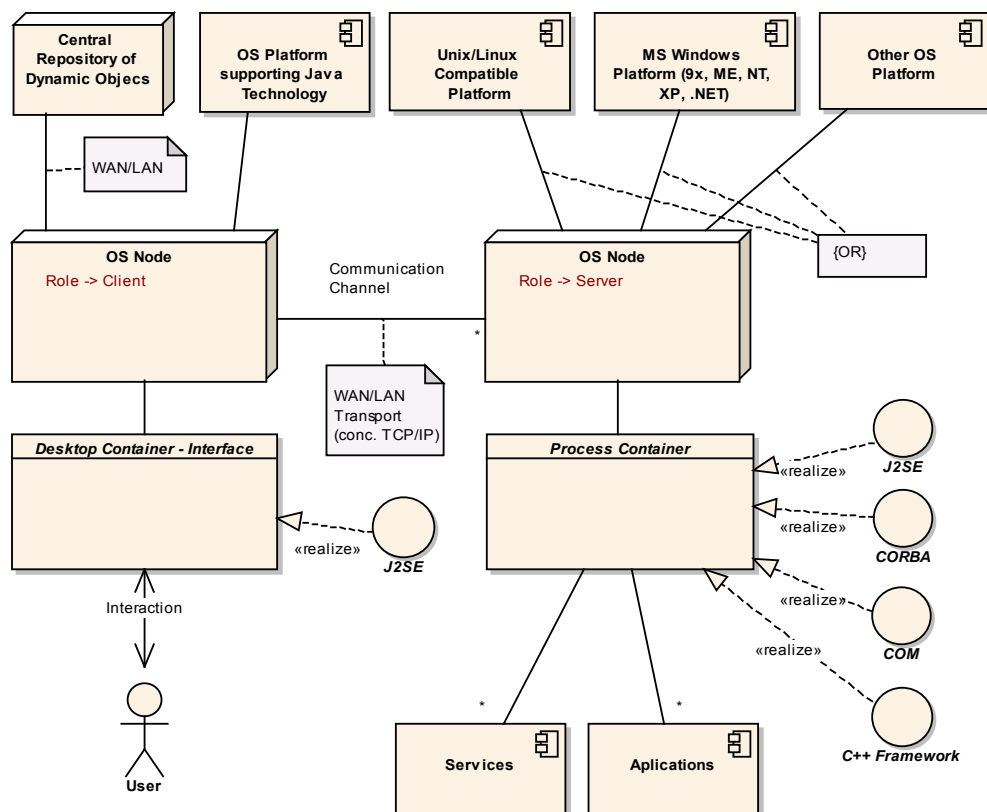 Central
Repository of
Dynamic Objecs
OS Platform
supporting Java
Technology
Unix/Linux
Compatible
Platform
MS Windows
Platform (9x, ME, NT,
XP, .NET)
Other OS
Platform
WAN/LAN
{OR}
OS Node
Role -> Client
Communication
Channel
OS Node
Role -> Server
*
WAN/LAN
Transport
(conc. TCP/IP)
Desktop Container - Interface
Process Container
«realize»
J2SE
«realize»
J2SE
«realize»
CORBA
«realize»
COM
«realize»
C++ Framework
Interaction
User
*
*
Services
Aplications